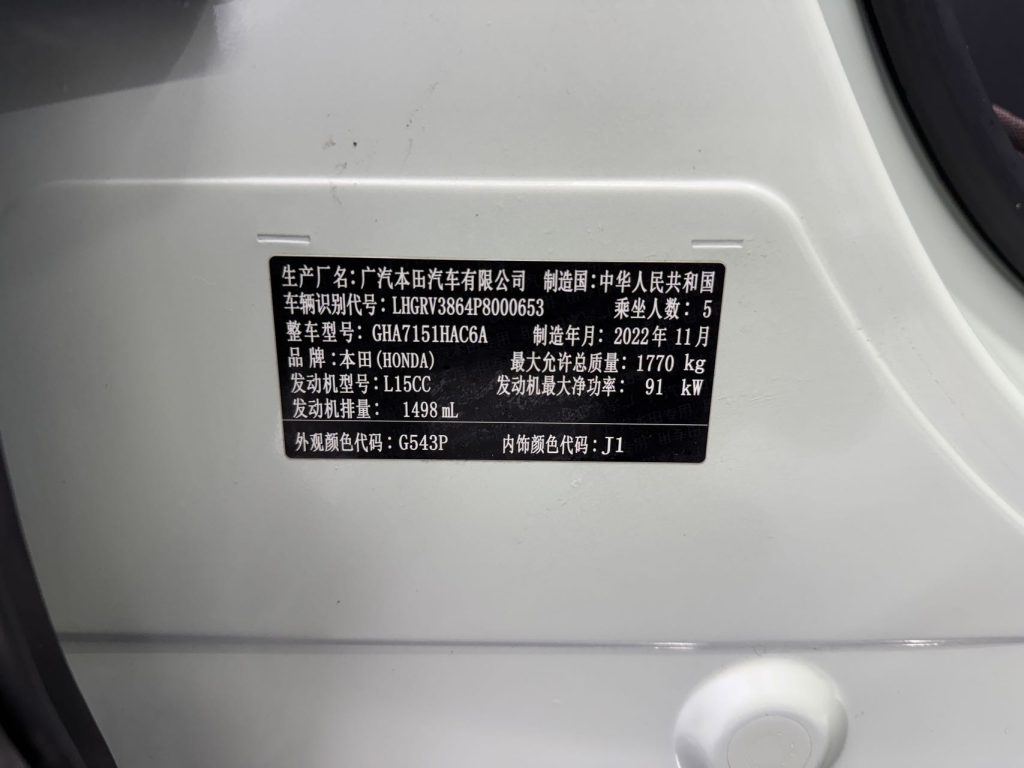 生产厂名:广汽本田汽车有限公司 制造国:中华人民共和国
车辆识别代号:LHGRV3864P8000653 乘坐人数:5
整车型号:GHA7151HAC6A 制造年月:2022年11月
品牌:本田(HONDA) 最大允许总质量:1770 kg
发动机型号:L15CC 发动机最大净功率: 91 kW
发动机排量: 1498 mL
外观颜色代码:G543P 内饰颜色代码:J1